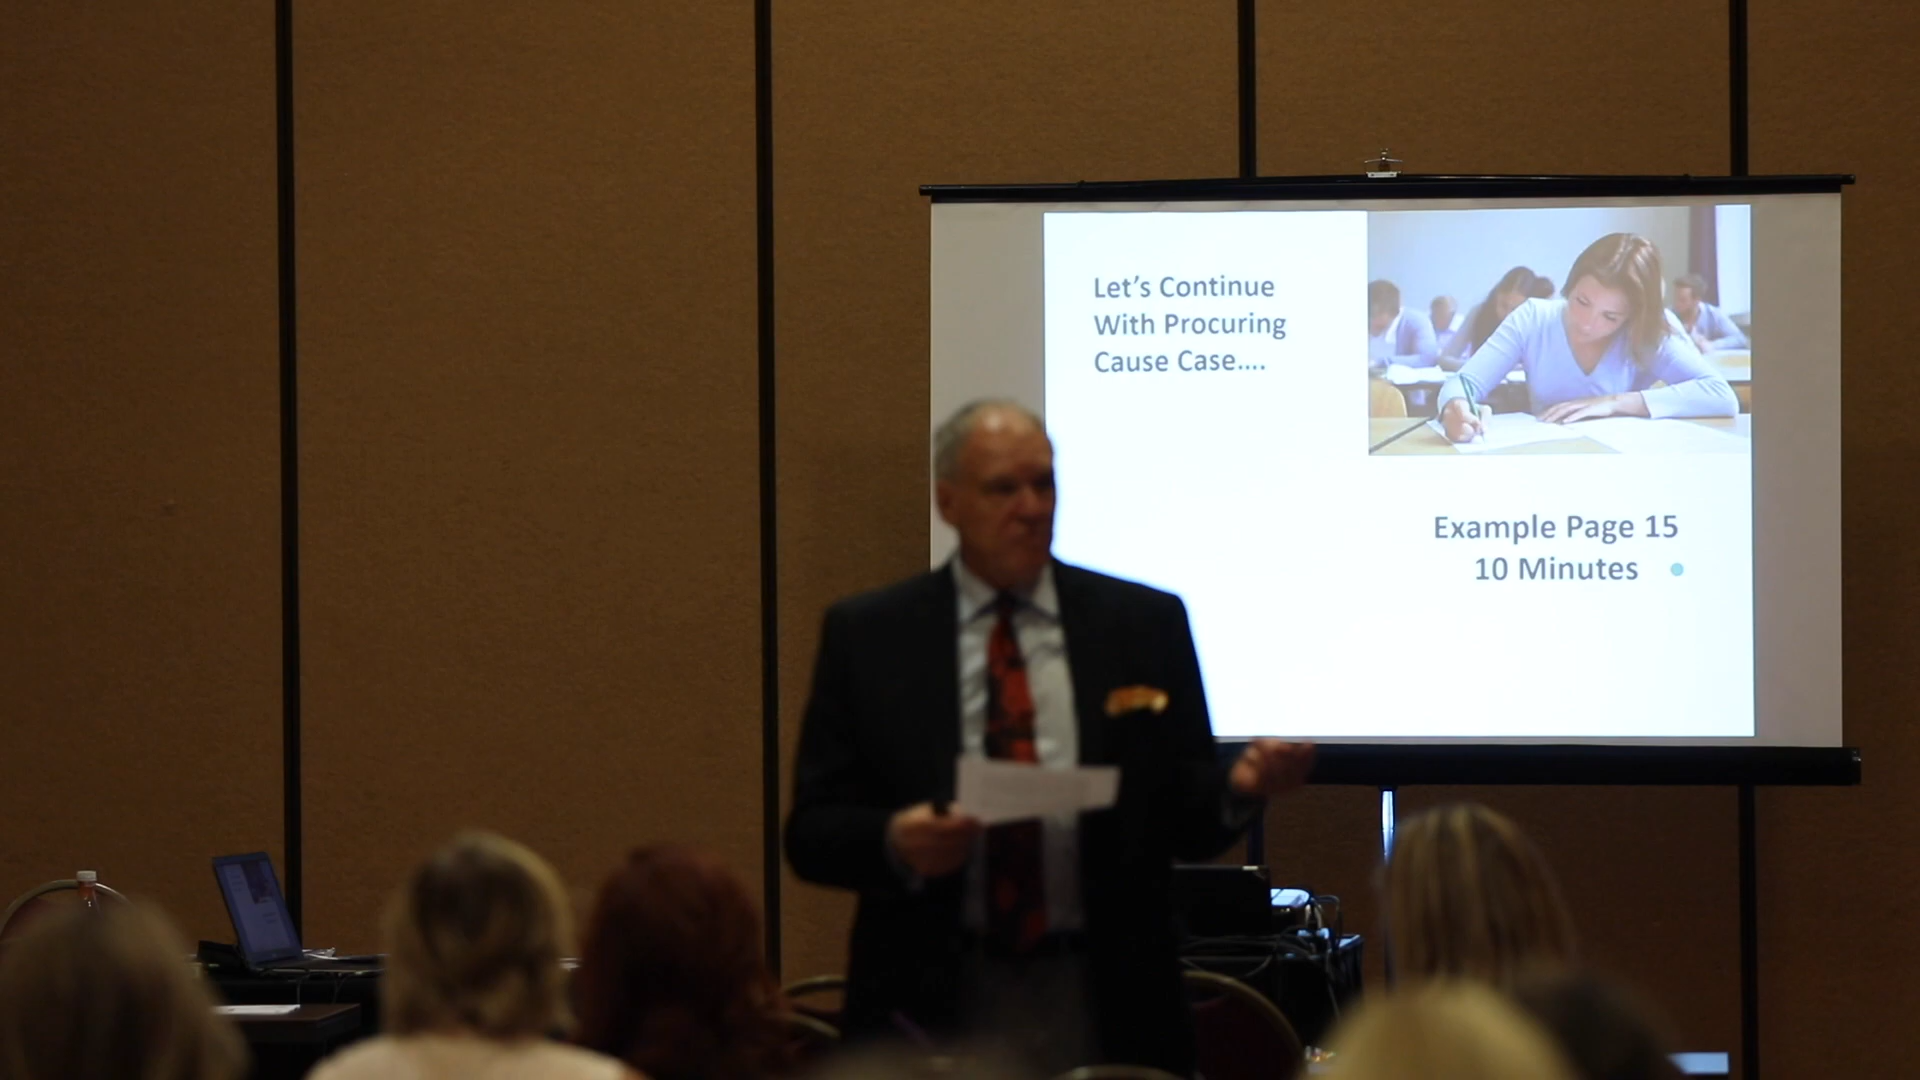 Let's Continue
With Procuring
Cause Case....
Example Page 15
10 Minutes